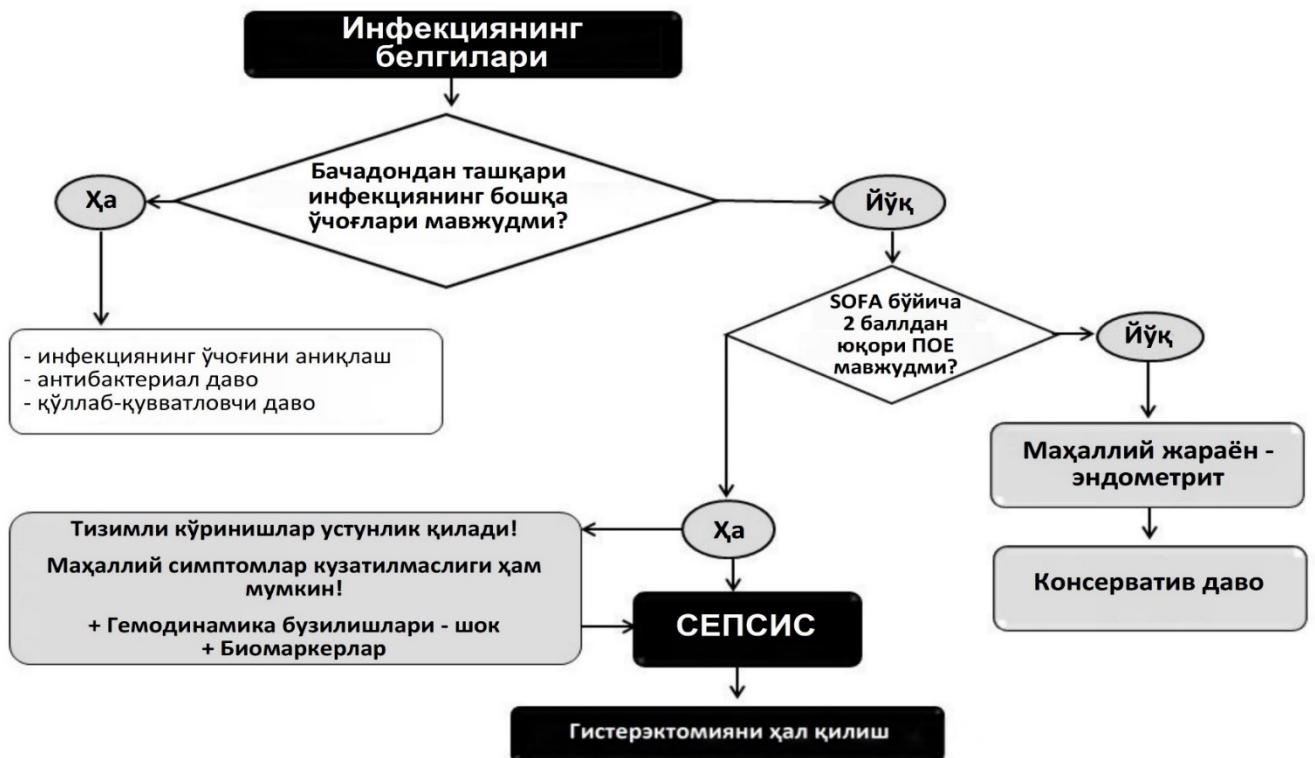 Инфекциянинг
белгилари
Бачадондан ташқари
инфекциянинг бошқа
ўчоғлари мавжудми?
Ҳа
Йўқ
- инфекциянинг ўчоғини аниқлаш
- антибактериал даво
- қўллаб-қувватловчи даво
SOFA бўйича
2 баллдан
юқори ПОЕ
мавжудми?
Йўқ
Маҳаллий жараён -
эндометрит
Консерватив даво
Ҳа
Тизимли кўринишлар устунлик қилади!
Маҳаллий симптомлар кузатилмаслиги ҳам
мумкин!
+ Гемодинамика бузилишлари - шок
+ Биомаркерлар
СЕПСИС
Гистерэктомияни ҳал қилиш